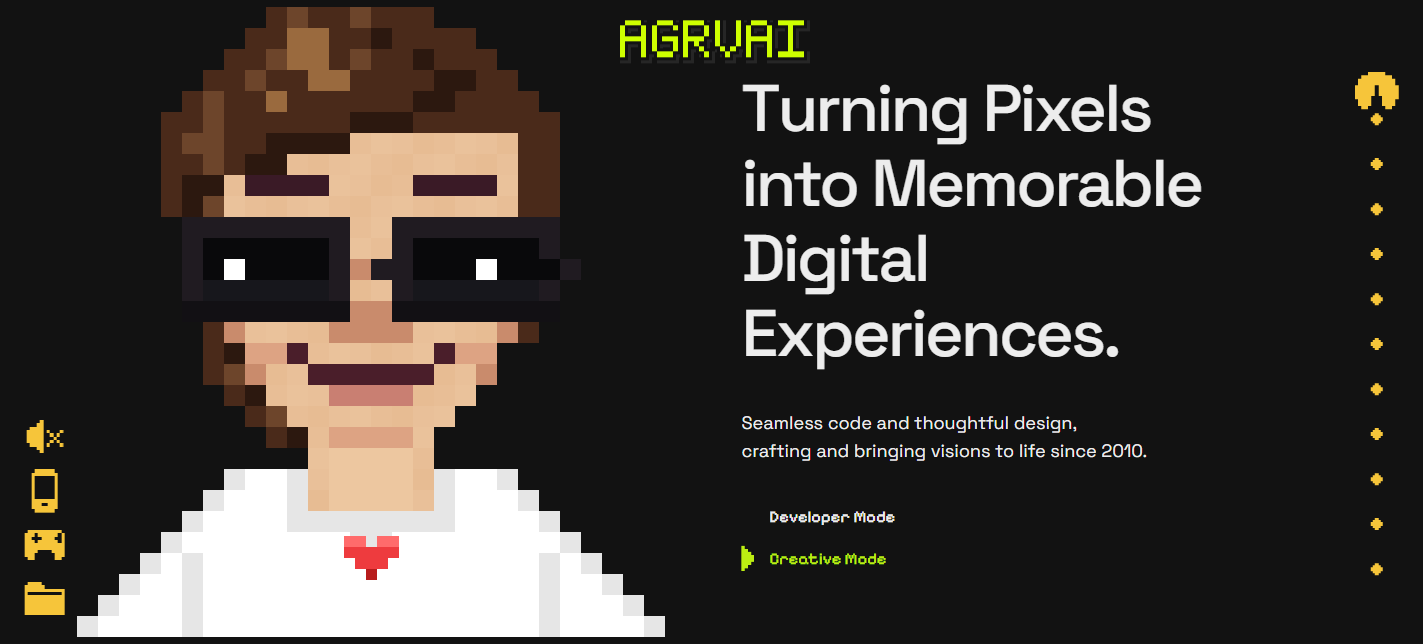 AGRVAI
Turning Pixels
into Memorable
Digital
Experiences.
Seamless code and thoughtful design,
crafting and bringing visions to life since 2010.
Developer Mode
Creative Mode